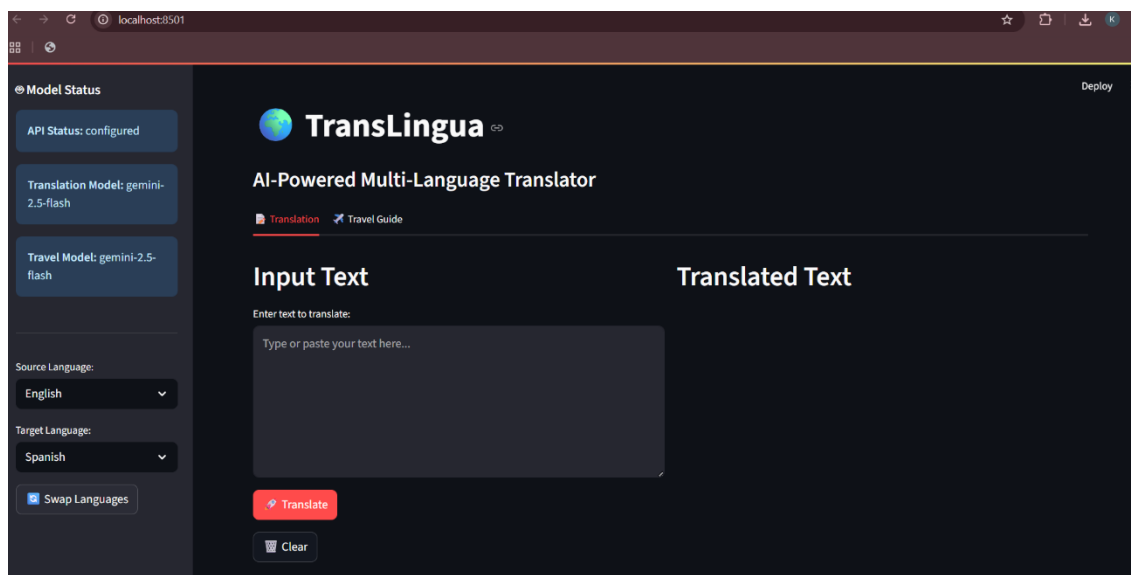 localhost:8501
K
Deploy
Model Status
API Status: configured
Translation Model: gemini-
2.5-flash
Travel Model: gemini-2.5-
flash
Source Language:
English
Target Language:
Spanish
Swap Languages
TransLingua
AI-Powered Multi-Language Translator
Translation
Travel Guide
Input Text
Enter text to translate:
Type or paste your text here...
Translate
Clear
Translated Text